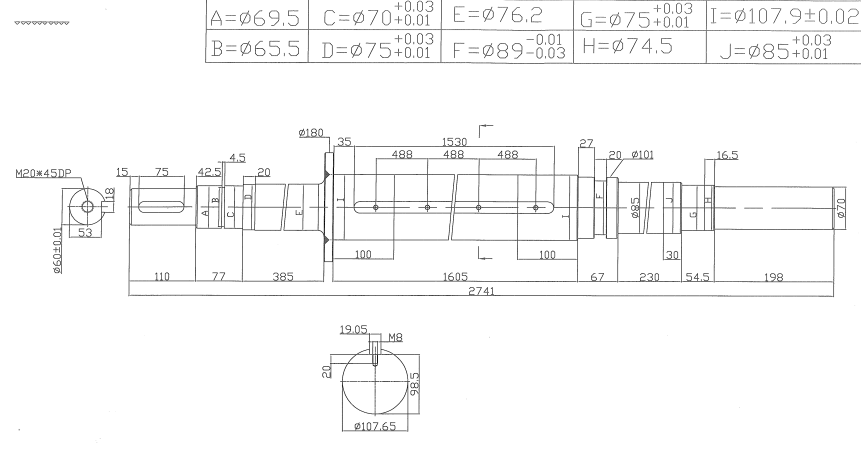 A=Ø69.5 C=Ø70+0.03+0.01 E=Ø76.2 G=Ø75+0.03+0.01 I=Ø107.9±0.02
B=Ø65.5 D=Ø75+0.03+0.01 F=Ø89-0.01-0.03 H=Ø74.5 J=Ø85+0.03+0.01
Ø180 35 1530 27
4.5 488 488 488 20 Ø101 16.5
M20*45DP 15 75 42.5 20
18 A B C D E I I F Ø85 J G H Ø70
53
Ø60±0.01
100 100 30
110 77 385 1605 67 230 54.5 198
2741
19.05
M8
20 98.5
Ø107.65